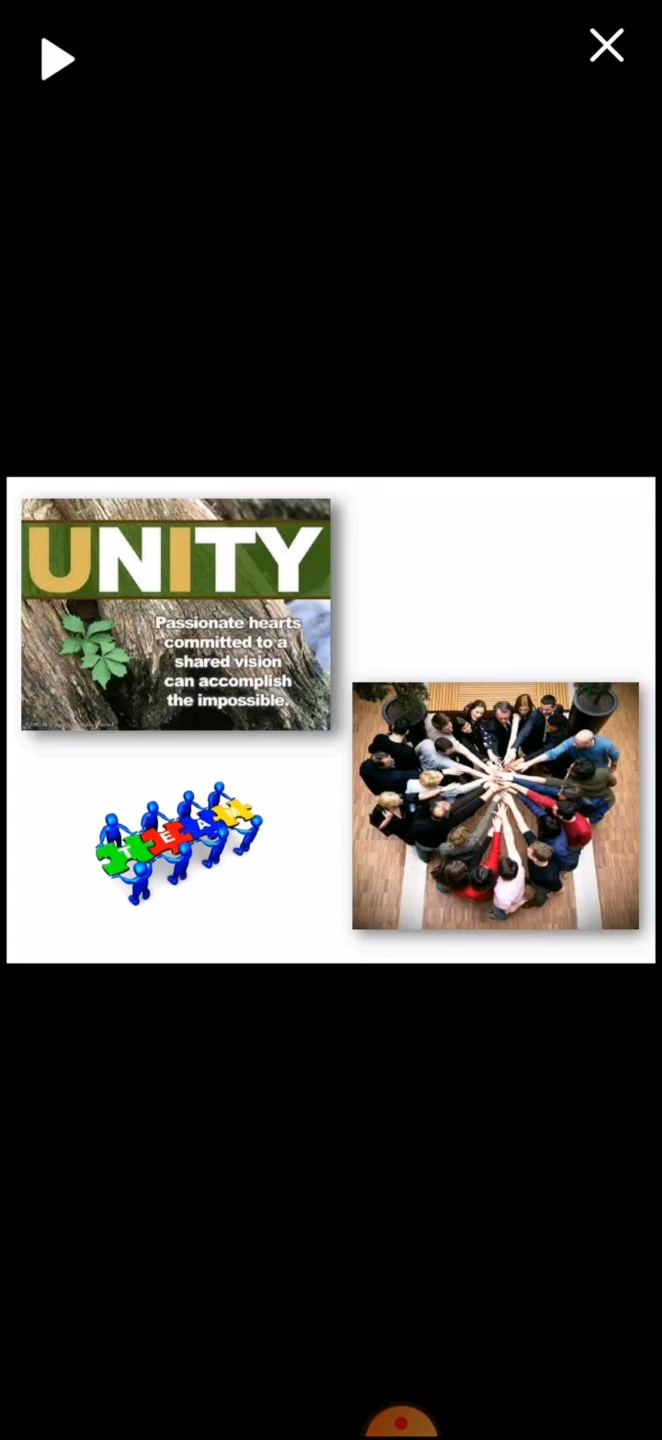 UNITY
Passionate hearts
committed to a
shared vision
can accomplish
the impossible.
TEAM